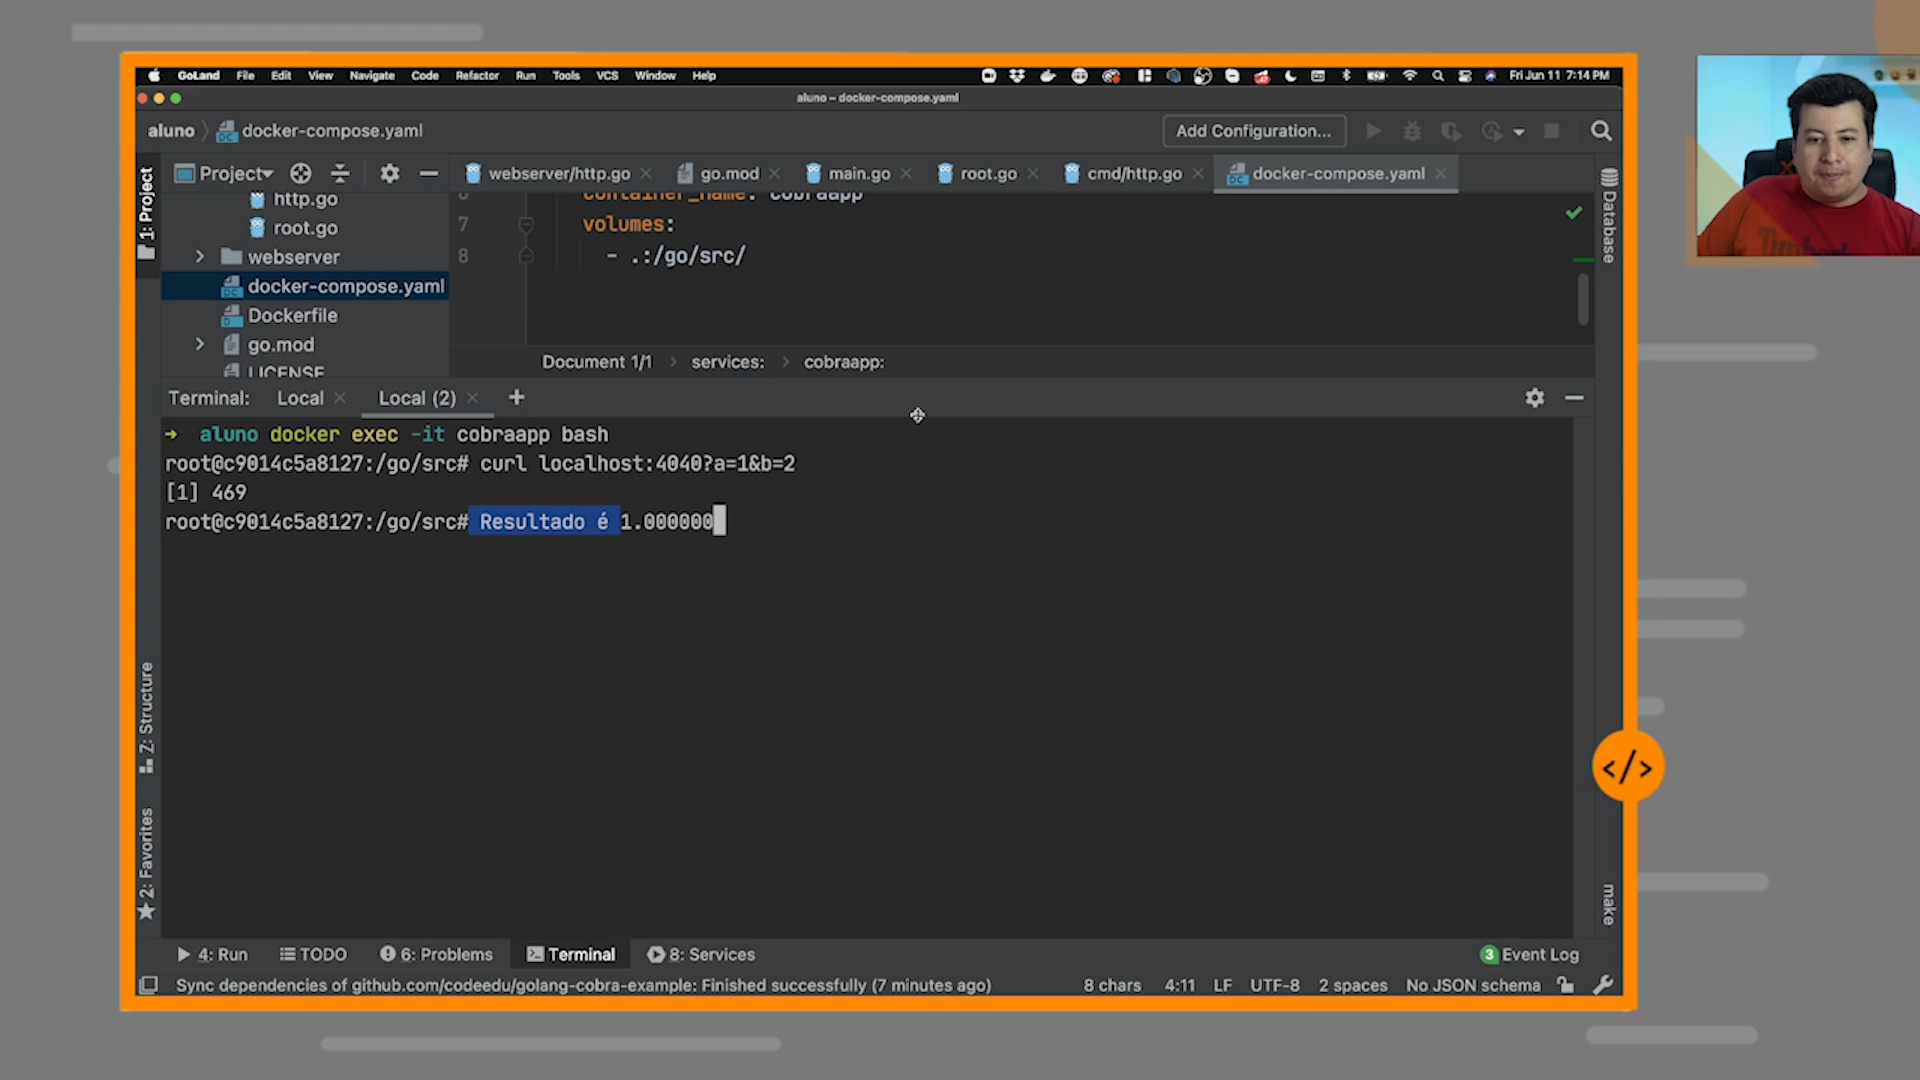 GoLand File Edit View Navigate Code Refactor Run Tools VCS Window Help Fri Jun 11 7:14 PM
aluno – docker-compose.yaml
aluno docker-compose.yaml Add Configuration...
1: Project
Project
webserver/http.go go.mod main.go root.go cmd/http.go docker-compose.yaml
Database
http.go
root.go
webserver
docker-compose.yaml
Dockerfile
go.mod
LICENSE
6 container_name: cobraapp
7 volumes:
8 - .:/go/src/
Document 1/1 services: cobraapp:
Terminal: Local Local (2) +
→ aluno docker exec -it cobraapp bash
root@c9014c5a8127:/go/src# curl localhost:4040?a=1&b=2
[1] 469
root@c9014c5a8127:/go/src# Resultado é 1.000000
Z: Structure
2: Favorites
make
</>
4: Run TODO 6: Problems Terminal 8: Services 3 Event Log
Sync dependencies of github.com/codeedu/golang-cobra-example: Finished successfully (7 minutes ago) 8 chars 4:11 LF UTF-8 2 spaces No JSON schema